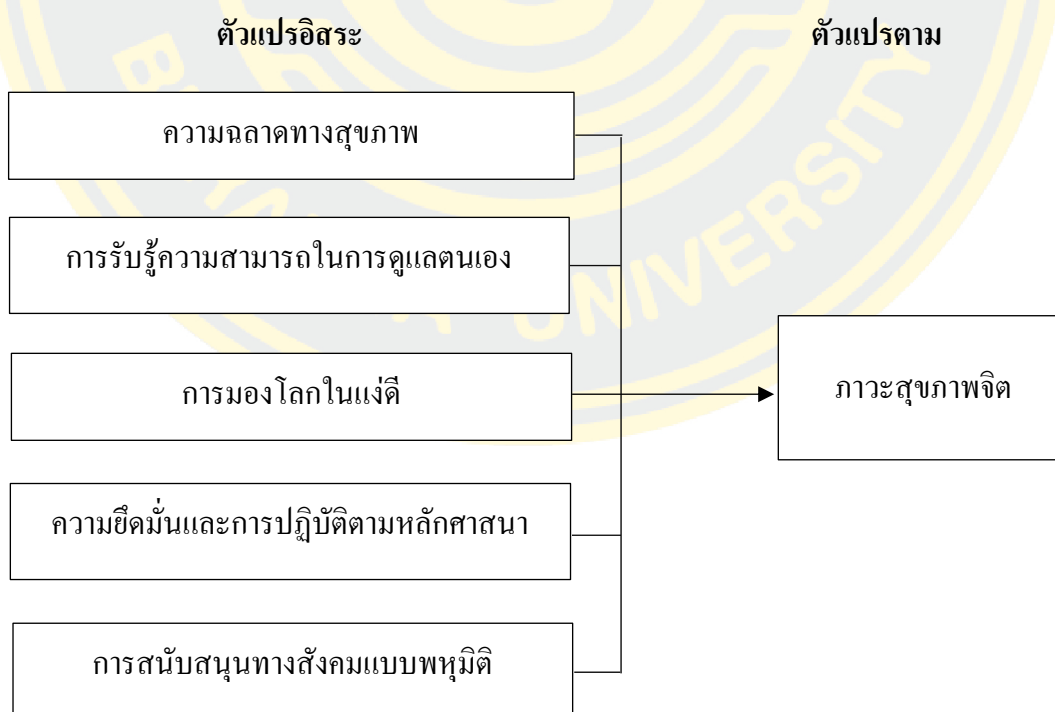 ตัวแปรอิสระ
ตัวแปรตาม
ความฉลาดทางสุขภาพ
การรับรู้ความสามารถในการดูแลตนเอง
การมองโลกในแง่ดี
ภาวะสุขภาพจิต
ความยึดมั่นและการปฏิบัติตามหลักศาสนา
การสนับสนุนทางสังคมแบบพหุมิติ
UNIVERSITY